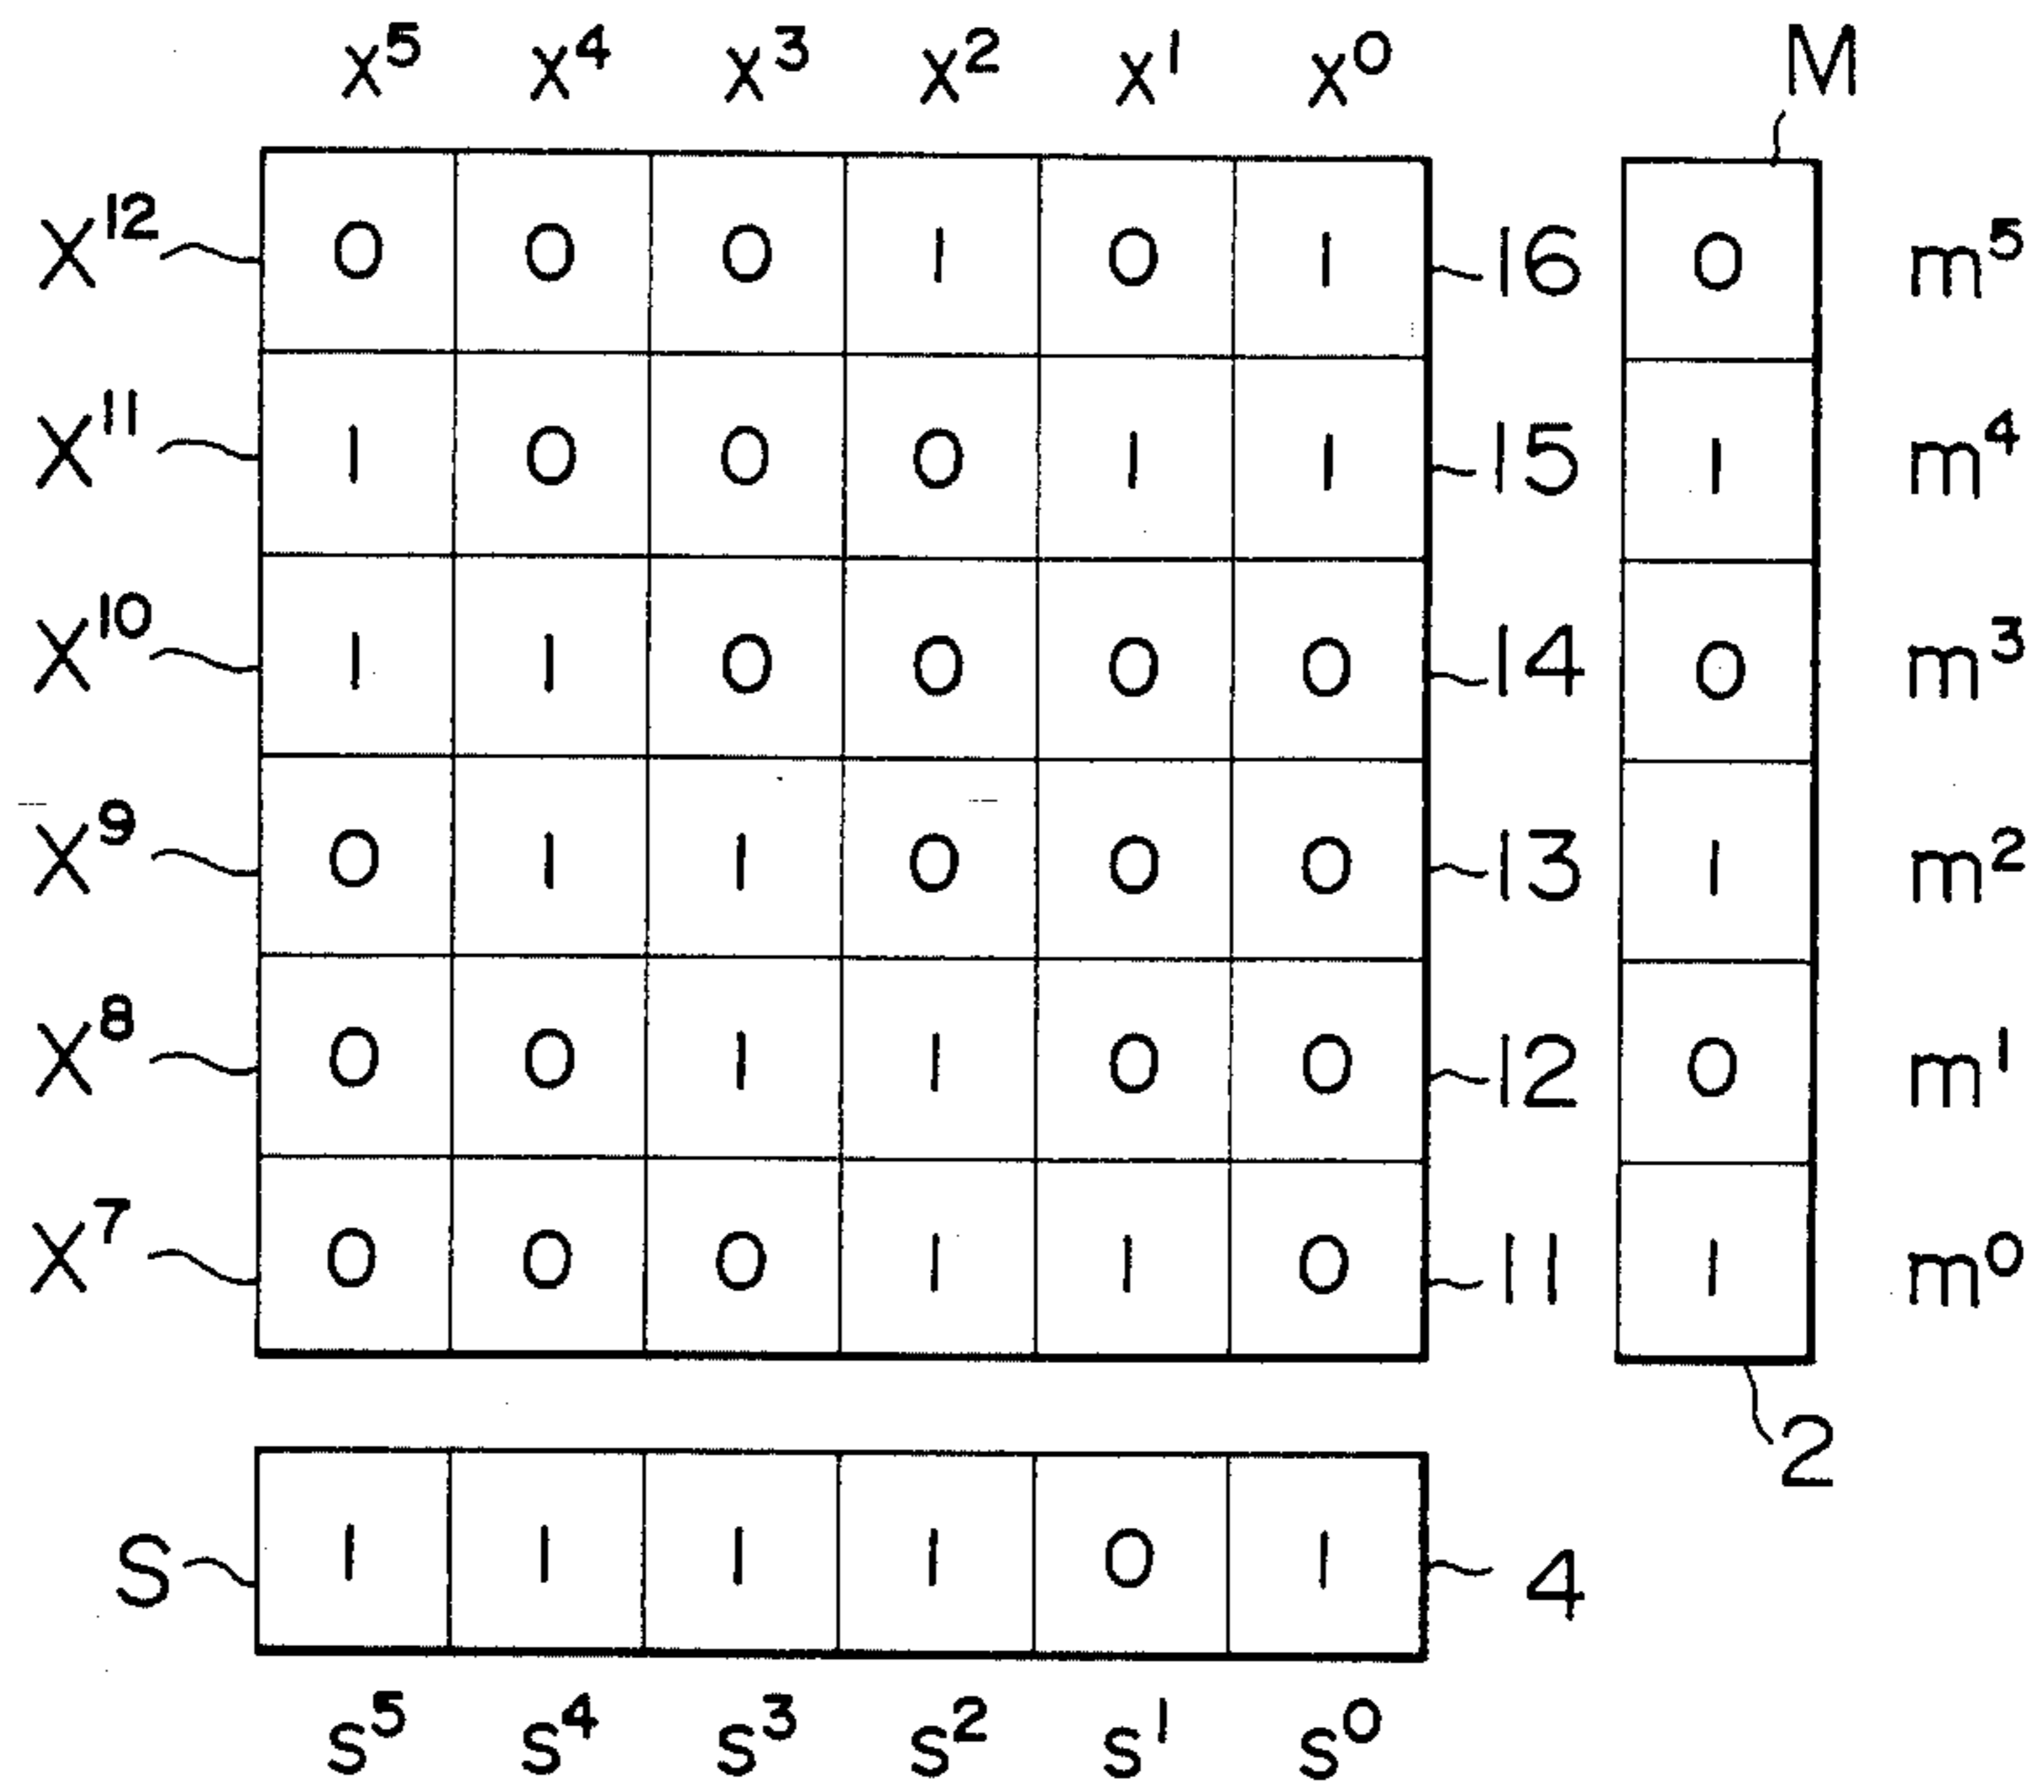 x⁵ x⁴ x³ x² x¹ x⁰ M
X¹² 0 0 0 1 0 1 16 0 m⁵
X¹¹ 1 0 0 0 1 1 15 1 m⁴
X¹⁰ 1 1 0 0 0 0 14 0 m³
X⁹ 0 1 1 0 0 0 13 1 m²
X⁸ 0 0 1 1 0 0 12 0 m¹
X⁷ 0 0 0 1 1 0 11 1 m⁰
2
S 1 1 1 1 0 1 4
s⁵ s⁴ s³ s² s¹ s⁰